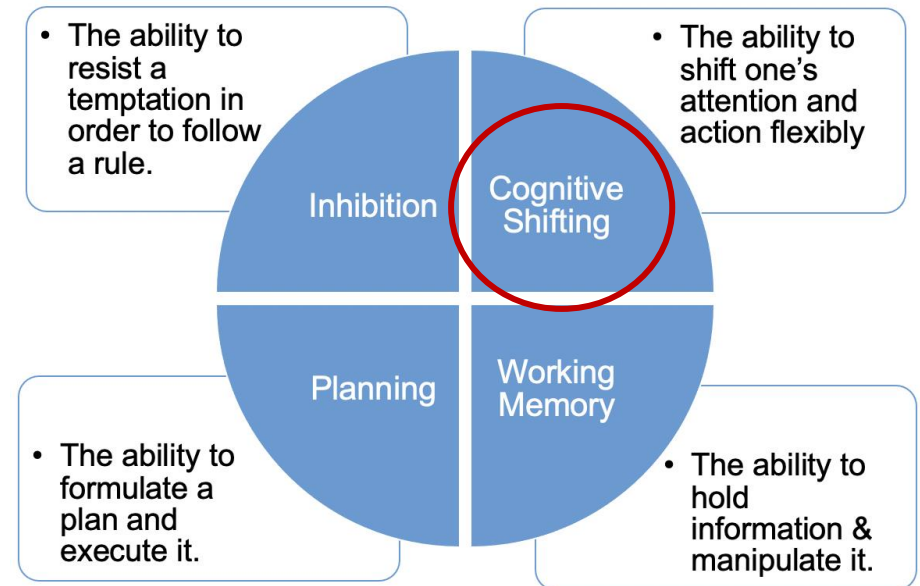 • The ability to
resist a
temptation in
order to follow
a rule.
• The ability to
shift one’s
attention and
action flexibly
Inhibition
Cognitive
Shifting
Planning
Working
Memory
• The ability to
formulate a
plan and
execute it.
• The ability to
hold
information &
manipulate it.